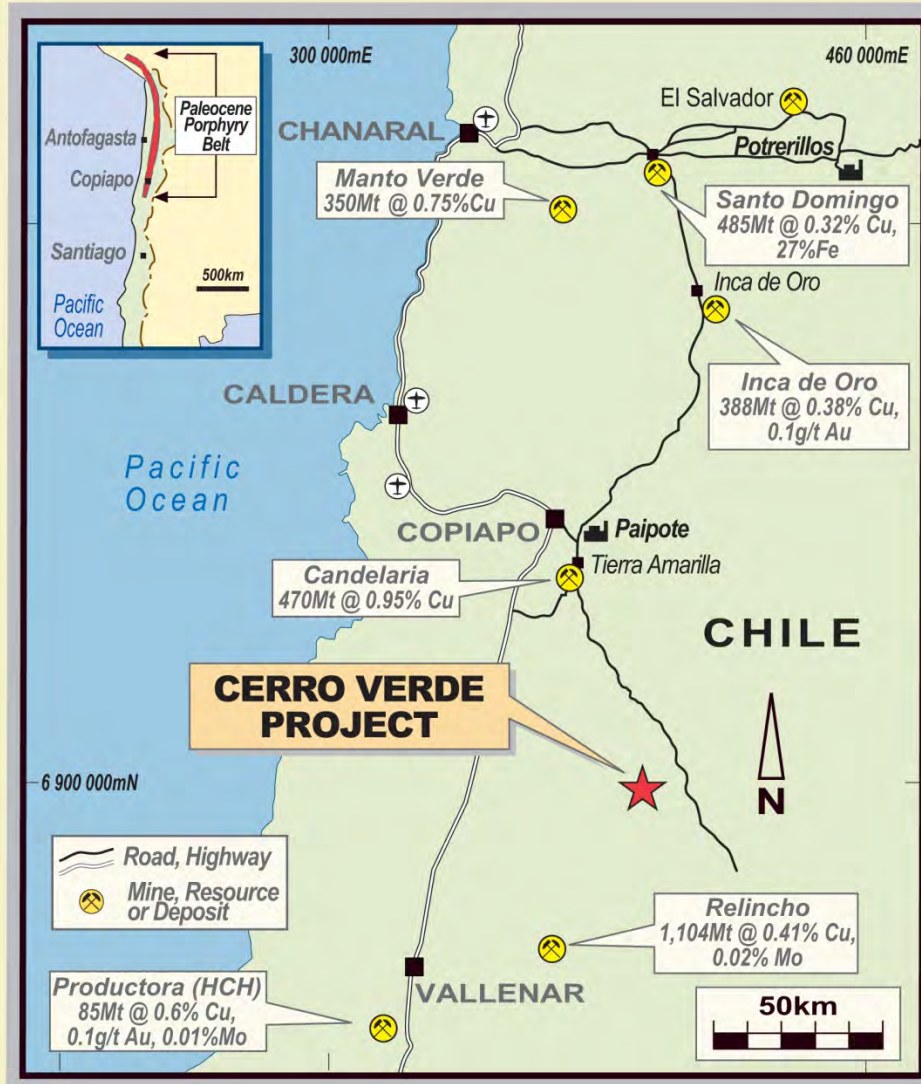 300 000mE
460 000mE
Paleocene
Porphyry
Belt
Antofagasta
Copiapo
Santiago
500km
Pacific
Ocean
El Salvador
CHANARAL
Potrerillos
Manto Verde
350Mt @ 0.75%Cu
Santo Domingo
485Mt @ 0.32% Cu,
27%Fe
Inca de Oro
Inca de Oro
388Mt @ 0.38% Cu,
0.1g/t Au
CALDERA
Pacific
Ocean
COPIAPO
Paipote
Tierra Amarilla
Candelaria
470Mt @ 0.95% Cu
CHILE
CERRO VERDE
PROJECT
N
6 900 000mN
Road, Highway
Mine, Resource
or Deposit
Relincho
1,104Mt @ 0.41% Cu,
0.02% Mo
VALLENAR
Productora (HCH)
85Mt @ 0.6% Cu,
0.1g/t Au, 0.01%Mo
50km